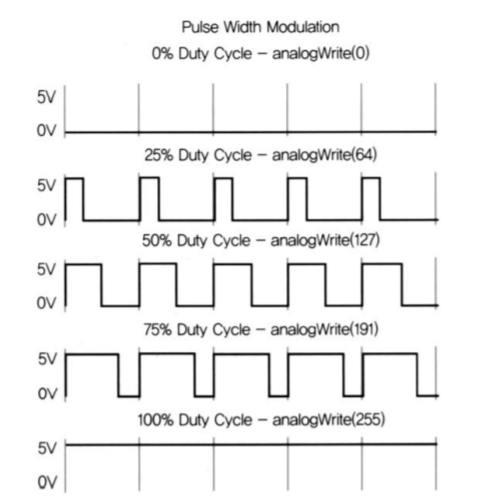 Pulse Width Modulation
0% Duty Cycle – analogWrite(0)
5V
0V
25% Duty Cycle – analogWrite(64)
5V
0V
50% Duty Cycle – analogWrite(127)
5V
0V
75% Duty Cycle – analogWrite(191)
5V
0V
100% Duty Cycle – analogWrite(255)
5V
0V